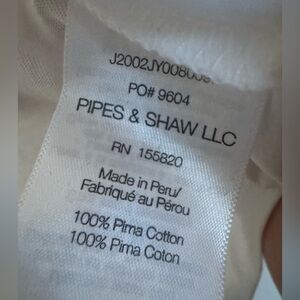 PO# 9604
PIPES & SHAW LLC
RN 155820
Made in Peru/
Fabriqué au Pérou
100% Pima Cotton
100% Pima Coton